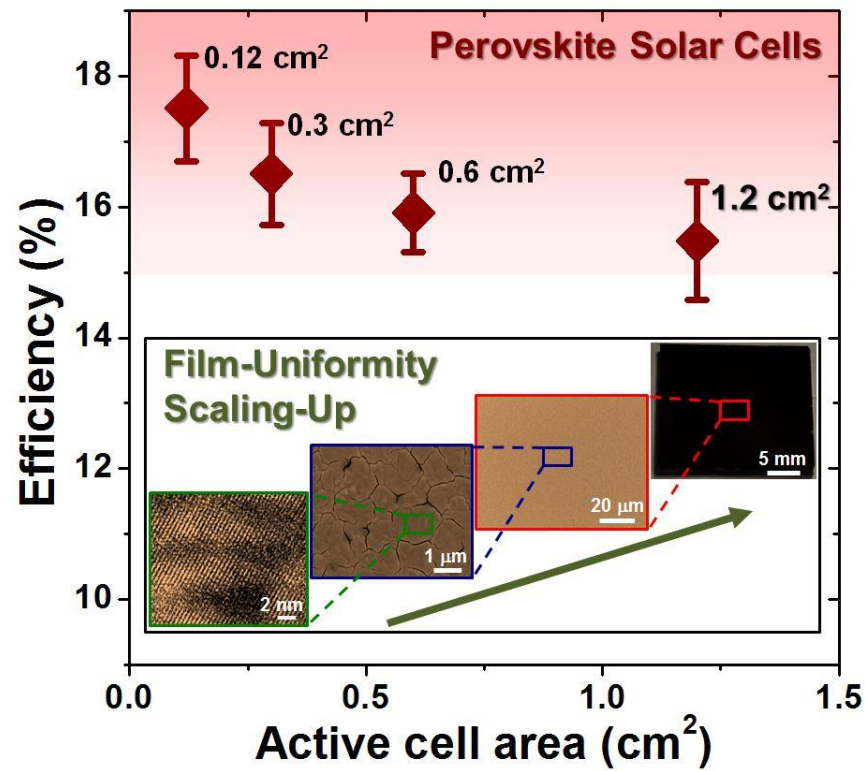 Perovskite Solar Cells
0.12 cm²
0.3 cm²
0.6 cm²
1.2 cm²
18
16
14
12
10
Efficiency (%)
Film-Uniformity
Scaling-Up
2 nm
1 μm
20 μm
5 mm
0.0
0.5
1.0
1.5
Active cell area (cm²)